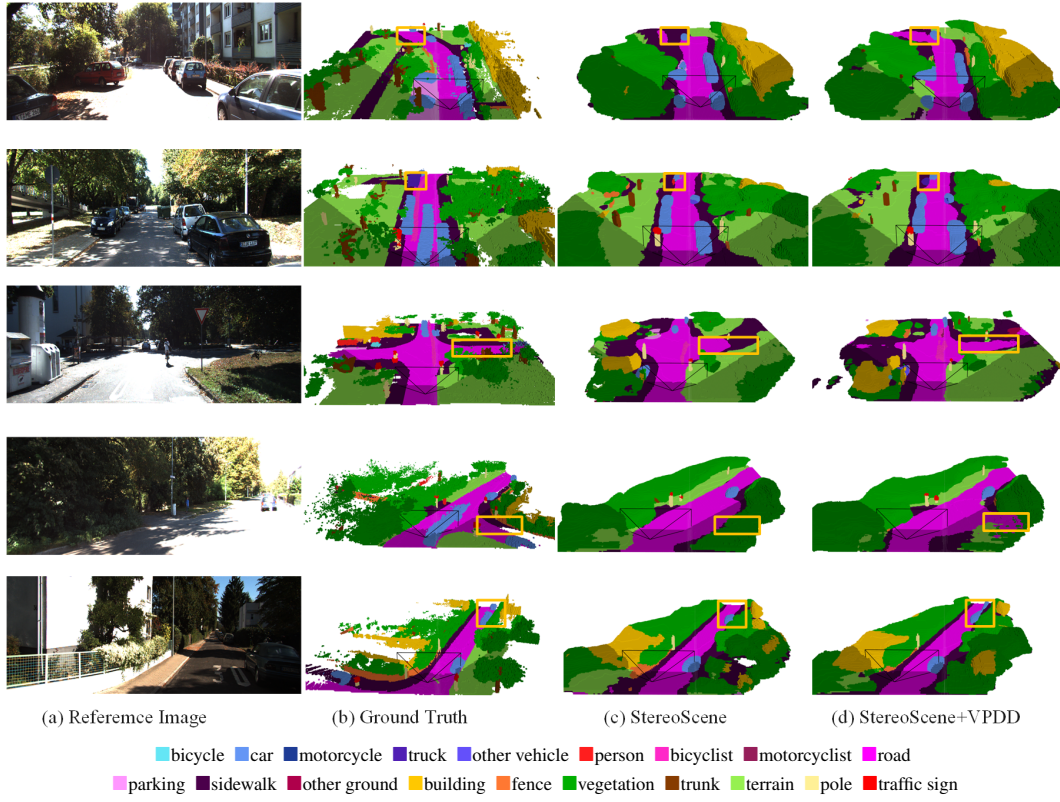 (a) Referemce Image (b) Ground Truth (c) StereoScene (d) StereoScene+VPDD
bicycle car motorcycle truck other vehicle person bicyclist motorcyclist road
parking sidewalk other ground building fence vegetation trunk terrain pole traffic sign